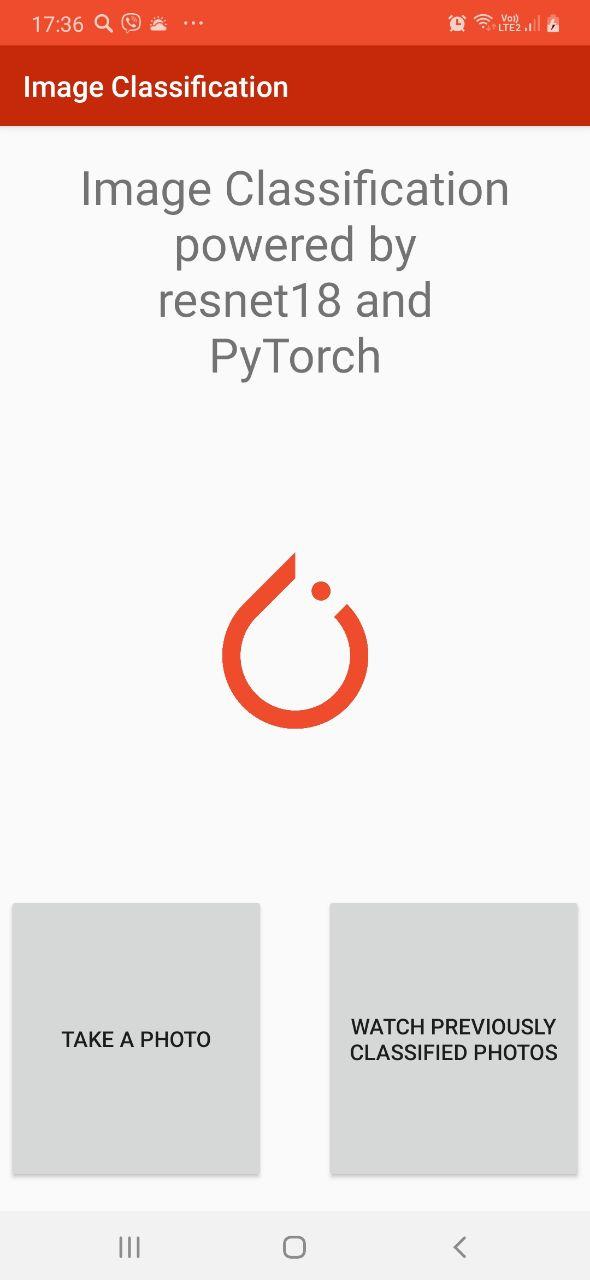 17:36
Vo)) LTE2
Image Classification
Image Classification
powered by
resnet18 and
PyTorch
TAKE A PHOTO
WATCH PREVIOUSLY
CLASSIFIED PHOTOS